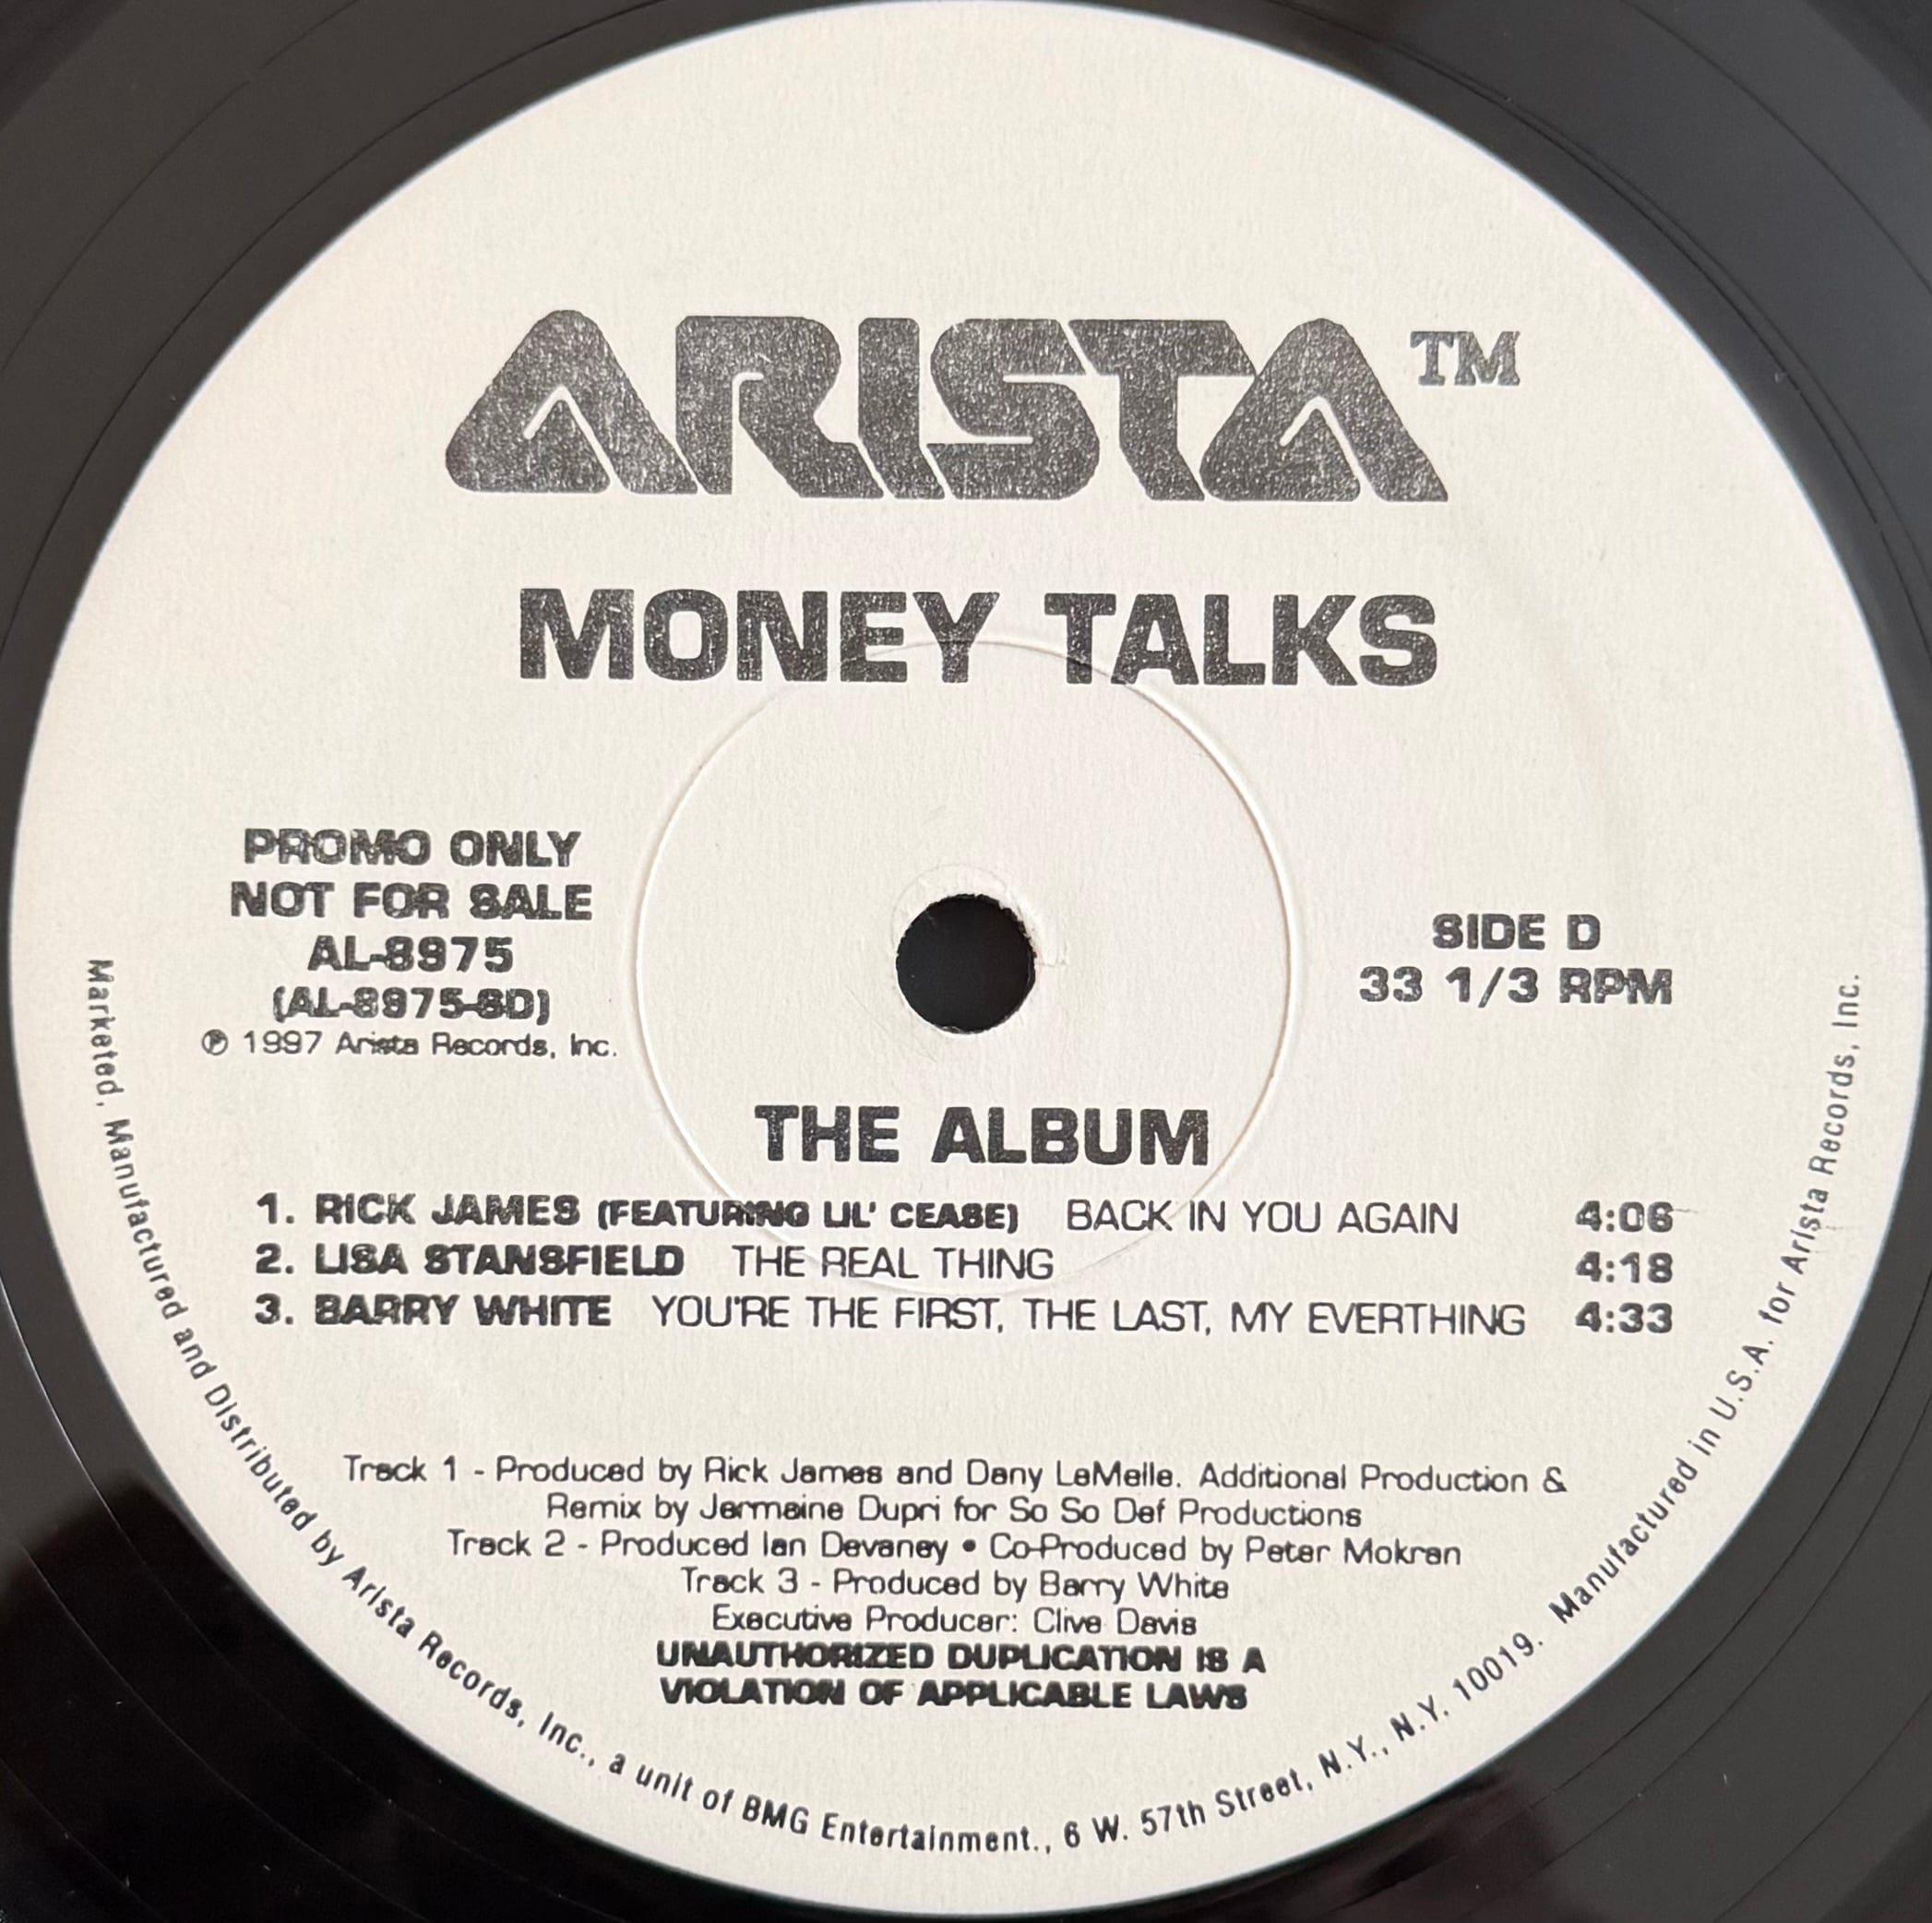 ARISTA™
MONEY TALKS
PROMO ONLY
NOT FOR SALE
AL-8975
(AL-8975-SD)
℗ 1997 Arista Records, Inc.
SIDE D
33 1/3 RPM
THE ALBUM
1. RICK JAMES (FEATURING LIL' CEASE) BACK IN YOU AGAIN 4:06
2. LISA STANSFIELD THE REAL THING 4:18
3. BARRY WHITE YOU'RE THE FIRST, THE LAST, MY EVERTHING 4:33
Track 1 - Produced by Rick James and Dany LeMelle. Additional Production &
Remix by Jermaine Dupri for So So Def Productions
Track 2 - Produced Ian Devaney • Co-Produced by Peter Mokran
Track 3 - Produced by Barry White
Executive Producer: Clive Davis
UNAUTHORIZED DUPLICATION IS A
VIOLATION OF APPLICABLE LAWS
Marketed, Manufactured and Distributed by Arista Records, Inc., a unit of BMG Entertainment., 6 W. 57th Street, N.Y., N.Y. 10019. Manufactured in U.S.A. for Arista Records, Inc.